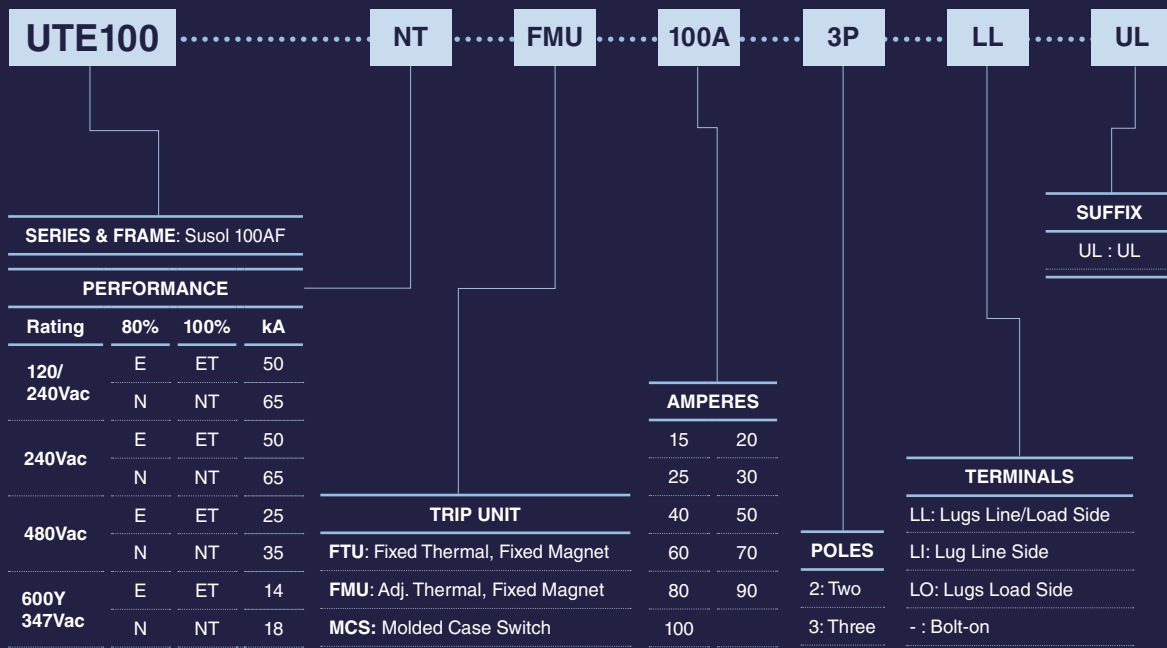 UTE100 NT FMU 100A 3P LL UL
SERIES & FRAME: Susol 100AF
PERFORMANCE
Rating 80% 100% kA
120/
240Vac
E ET 50
N NT 65
240Vac
E ET 50
N NT 65
480Vac
E ET 25
N NT 35
600Y
347Vac
E ET 14
N NT 18
TRIP UNIT
FTU: Fixed Thermal, Fixed Magnet
FMU: Adj. Thermal, Fixed Magnet
MCS: Molded Case Switch
AMPERES
15 20
25 30
40 50
60 70
80 90
100
POLES
2: Two
3: Three
TERMINALS
LL: Lugs Line/Load Side
LI: Lug Line Side
LO: Lugs Load Side
- : Bolt-on
SUFFIX
UL : UL